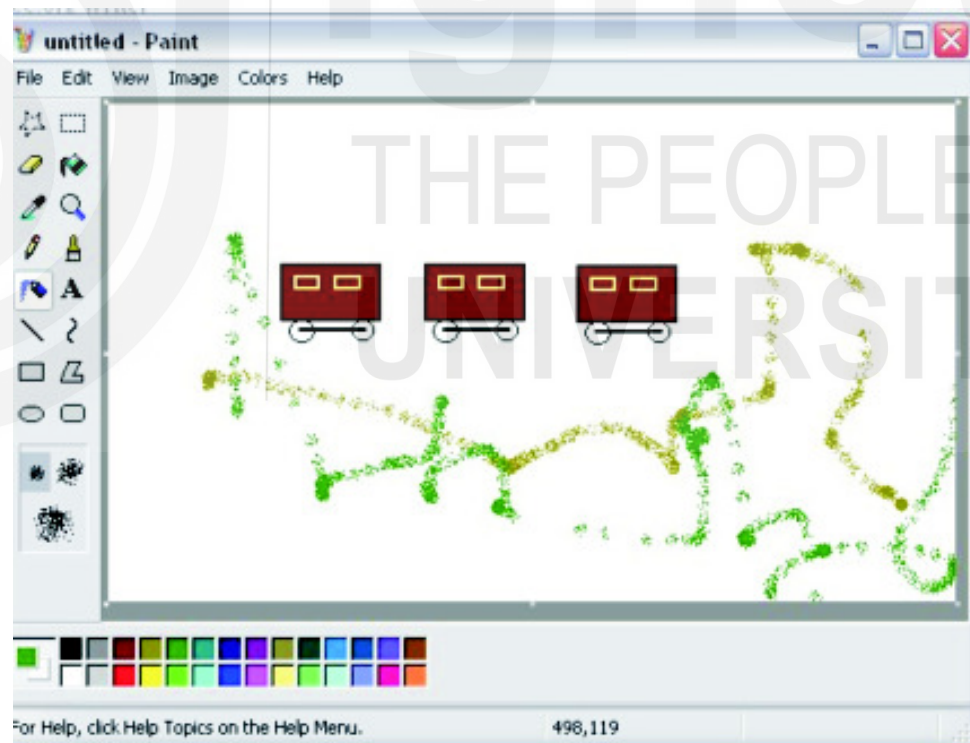 untitled - Paint
File Edit View Image Colors Help
A
THE PEOPLE
UNIVERSIT
For Help, click Help Topics on the Help Menu. 498,119